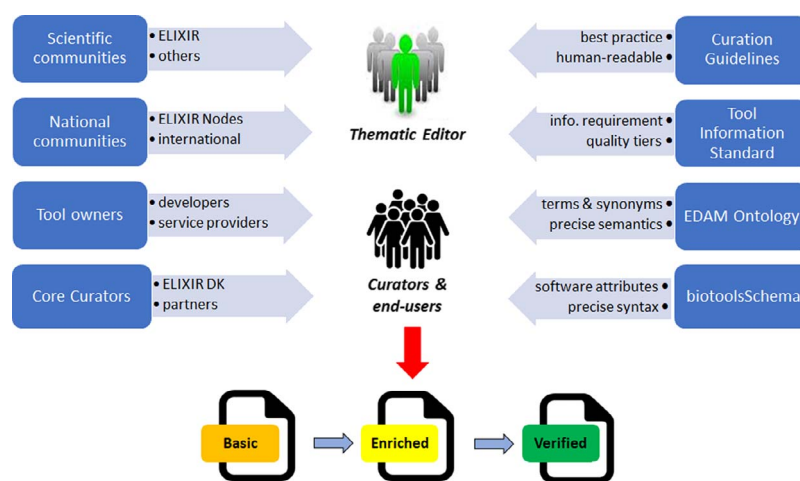 Scientific
communities
• ELIXIR
• others
best practice •
human-readable •
Curation
Guidelines
Thematic Editor
National
communities
• ELIXIR Nodes
• international
info. requirement •
quality tiers •
Tool
Information
Standard
Tool owners
• developers
• service providers
terms & synonyms •
precise semantics •
EDAM Ontology
Core Curators
• ELIXIR DK
• partners
Curators &
end-users
software attributes •
precise syntax •
biotoolsSchema
Basic
Enriched
Verified